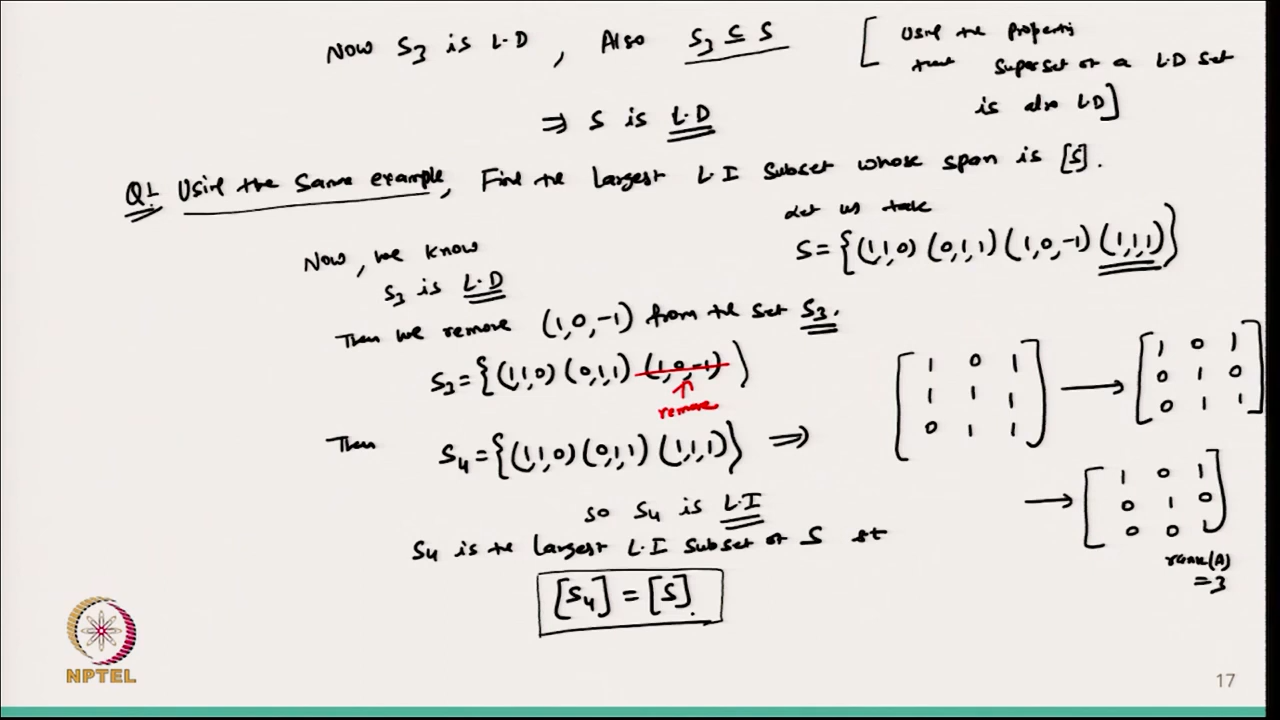 Now S3 is L.D , Also S3 ⊆ S [ Using the property
that superset of a L.D set
is also LD ]
⇒ S is L.D
Q1 Using the same example, Find the largest L.I subset whose span is [S].
Let us take
S = {(1,1,0) (0,1,1) (1,0,-1) (1,1,1)}
Now, we know
S3 is L.D
Then we remove (1,0,-1) from the set S3.
S3 = {(1,1,0) (0,1,1) (1,0,-1)}
remove
Then S4 = {(1,1,0) (0,1,1) (1,1,1)} ⇒
[1 0 1
1 1 1
0 1 1]
→ [1 0 1
0 1 0
0 1 1]
→ [1 0 1
0 1 0
0 0 1]
rank(A)
= 3
so S4 is L.I
S4 is the largest L.I subset of S st
[S4] = [S].
NPTEL
17